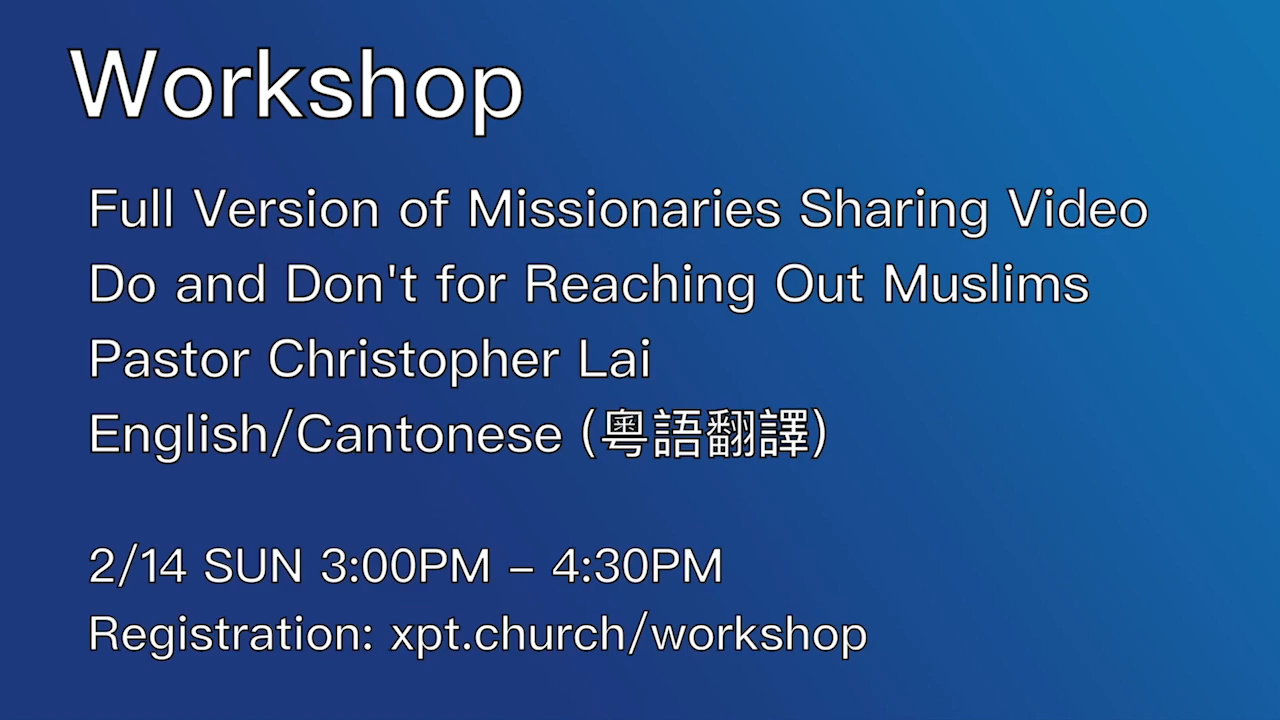 Workshop
Full Version of Missionaries Sharing Video
Do and Don't for Reaching Out Muslims
Pastor Christopher Lai
English/Cantonese (粵語翻譯)
2/14 SUN 3:00PM – 4:30PM
Registration: xpt.church/workshop